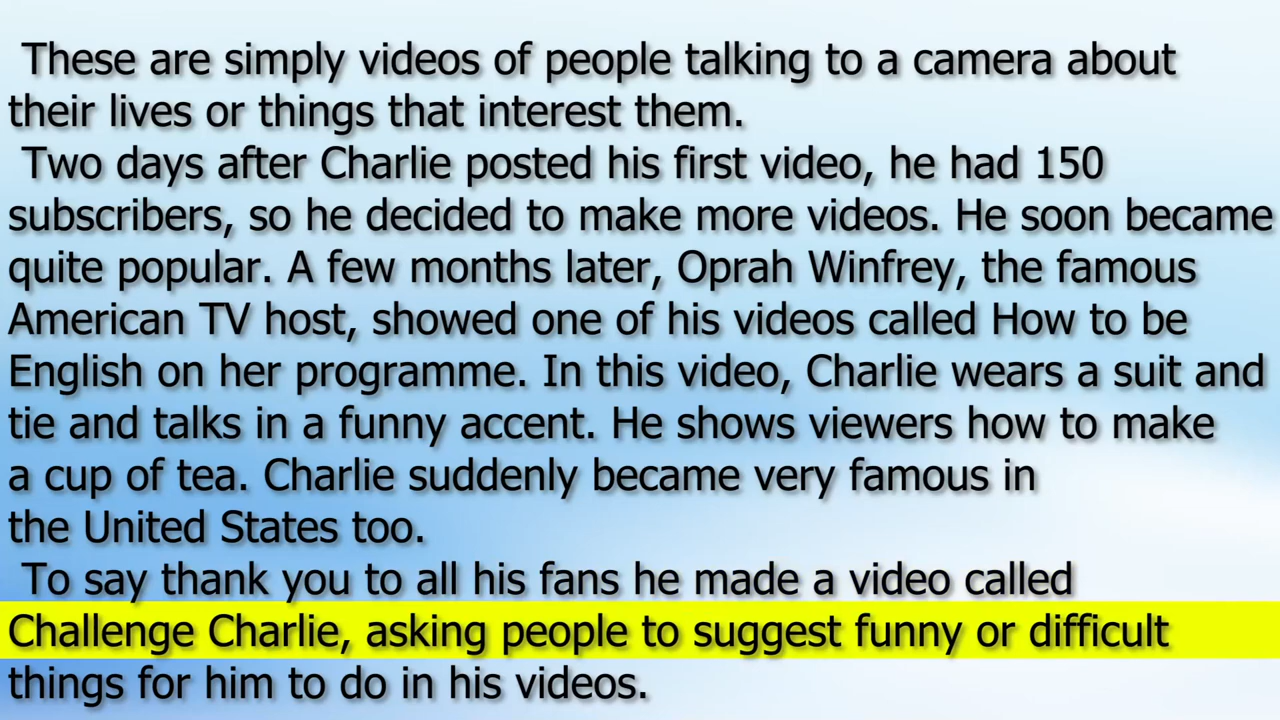 These are simply videos of people talking to a camera about
their lives or things that interest them.
Two days after Charlie posted his first video, he had 150
subscribers, so he decided to make more videos. He soon became
quite popular. A few months later, Oprah Winfrey, the famous
American TV host, showed one of his videos called How to be
English on her programme. In this video, Charlie wears a suit and
tie and talks in a funny accent. He shows viewers how to make
a cup of tea. Charlie suddenly became very famous in
the United States too.
To say thank you to all his fans he made a video called
Challenge Charlie, asking people to suggest funny or difficult
things for him to do in his videos.